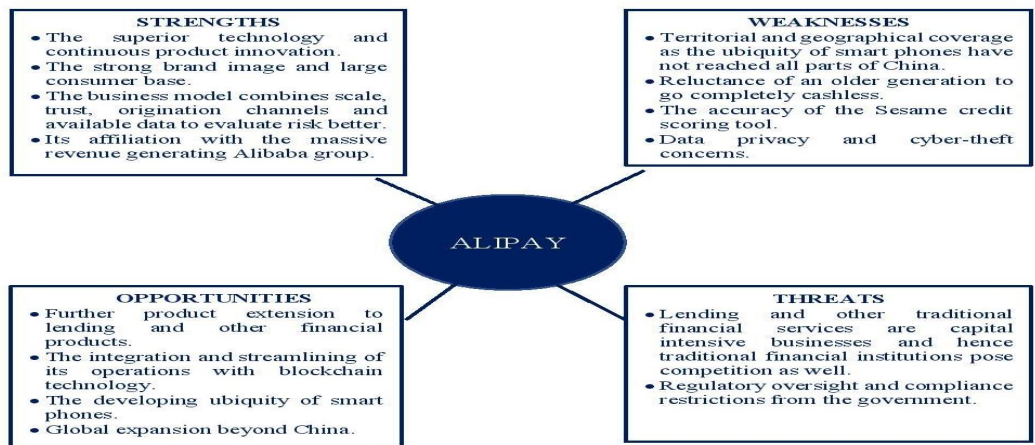 STRENGTHS
• The superior technology and
continuous product innovation.
• The strong brand image and large
consumer base.
• The business model combines scale,
trust, origination channels and
available data to evaluate risk better.
• Its affiliation with the massive
revenue generating Alibaba group.
WEAKNESSES
• Territorial and geographical coverage
as the ubiquity of smart phones have
not reached all parts of China.
• Reluctance of an older generation to
go completely cashless.
• The accuracy of the Sesame credit
scoring tool.
• Data privacy and cyber-theft
concerns.
ALIPAY
OPPORTUNITIES
• Further product extension to
lending and other financial
products.
• The integration and streamlining of
its operations with blockchain
technology.
• The developing ubiquity of smart
phones.
• Global expansion beyond China.
THREATS
• Lending and other traditional
financial services are capital
intensive businesses and hence
traditional financial institutions pose
competition as well.
• Regulatory oversight and compliance
restrictions from the government.